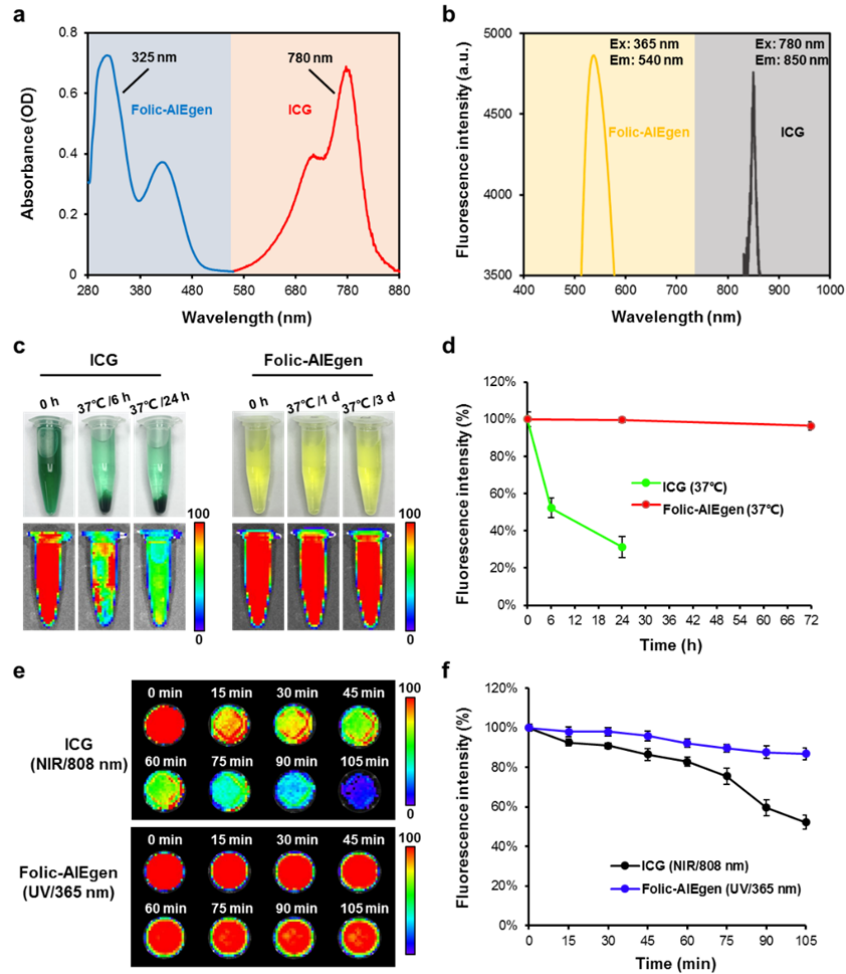 a
0.8
0.6
0.4
0.2
0
Absorbance (OD)
325 nm
780 nm
Folic-AIEgen
ICG
280 380 480 580 680 780 880
Wavelength (nm)
b
5000
4500
4000
3500
Fluorescence intensity (a.u.)
Ex: 365 nm
Em: 540 nm
Ex: 780 nm
Em: 850 nm
Folic-AIEgen
ICG
400 500 600 700 800 900 1000
Wavelength (nm)
c
ICG
Folic-AIEgen
0 h 37℃/6 h 37℃/24 h
0 h 37℃/1 d 37℃/3 d
100
0
100
0
d
120%
100%
80%
60%
40%
20%
0%
Fluorescence intensity (%)
ICG (37℃)
Folic-AIEgen (37℃)
0 6 12 18 24 30 36 42 48 54 60 66 72
Time (h)
e
ICG
(NIR/808 nm)
0 min 15 min 30 min 45 min
60 min 75 min 90 min 105 min
100
0
Folic-AIEgen
(UV/365 nm)
0 min 15 min 30 min 45 min
60 min 75 min 90 min 105 min
100
0
f
120%
100%
80%
60%
40%
20%
0%
Fluorescence intensity (%)
ICG (NIR/808 nm)
Folic-AIEgen (UV/365 nm)
0 15 30 45 60 75 90 105
Time (min)